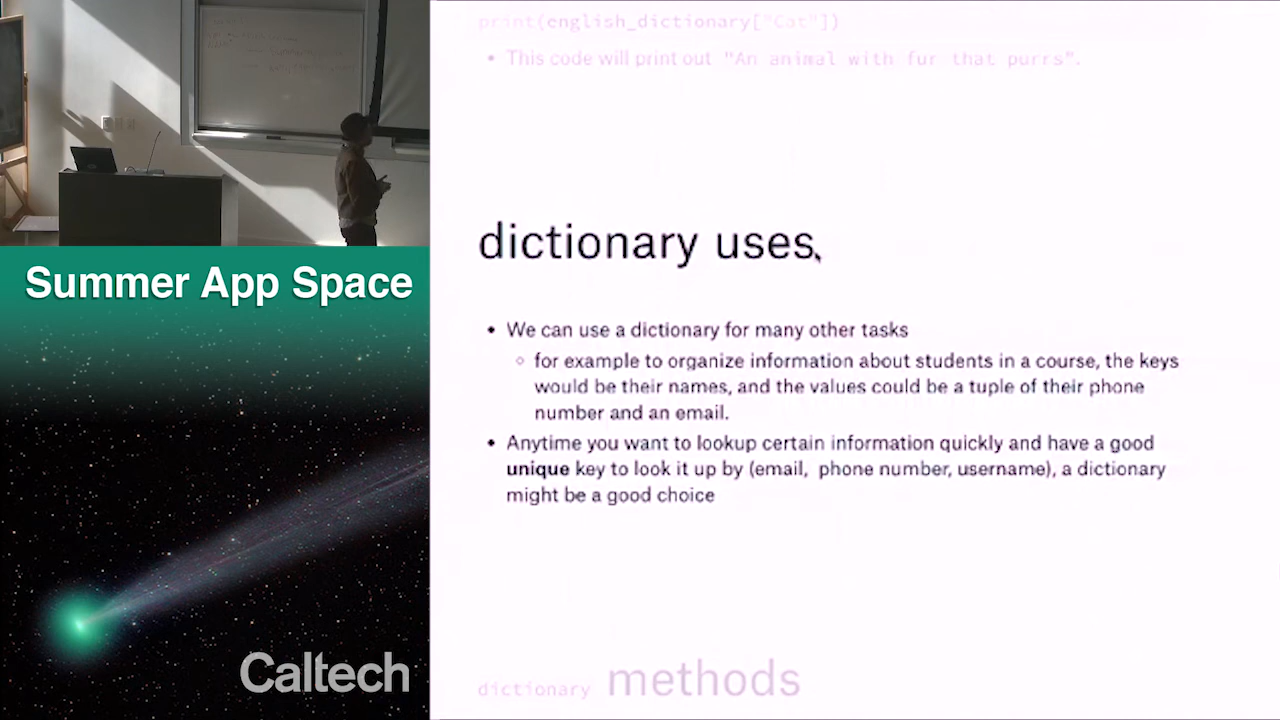 Summer App Space
Caltech
print(english_dictionary["Cat"])
• This code will print out "An animal with fur that purrs".
dictionary uses
• We can use a dictionary for many other tasks
○ for example to organize information about students in a course, the keys
would be their names, and the values could be a tuple of their phone
number and an email.
• Anytime you want to lookup certain information quickly and have a good
unique key to look it up by (email, phone number, username), a dictionary
might be a good choice
dictionary methods